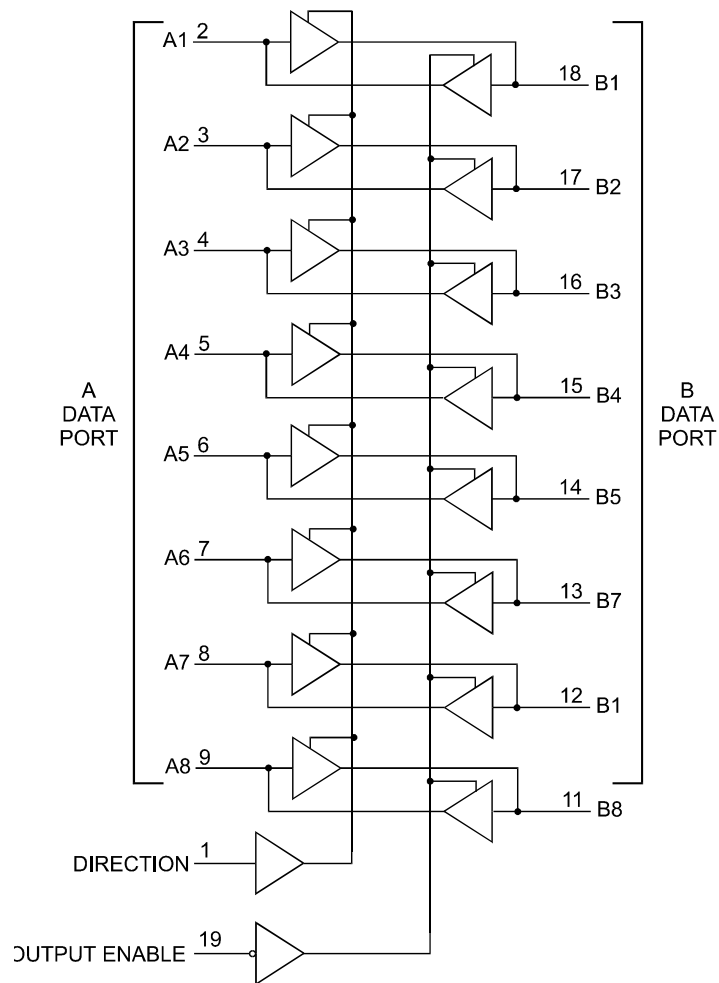 A1 2
18 B1
A2 3
17 B2
A3 4
16 B3
A4 5
15 B4
A
DATA
PORT
B
DATA
PORT
A5 6
14 B5
A6 7
13 B7
A7 8
12 B1
A8 9
11 B8
DIRECTION 1
OUTPUT ENABLE 19